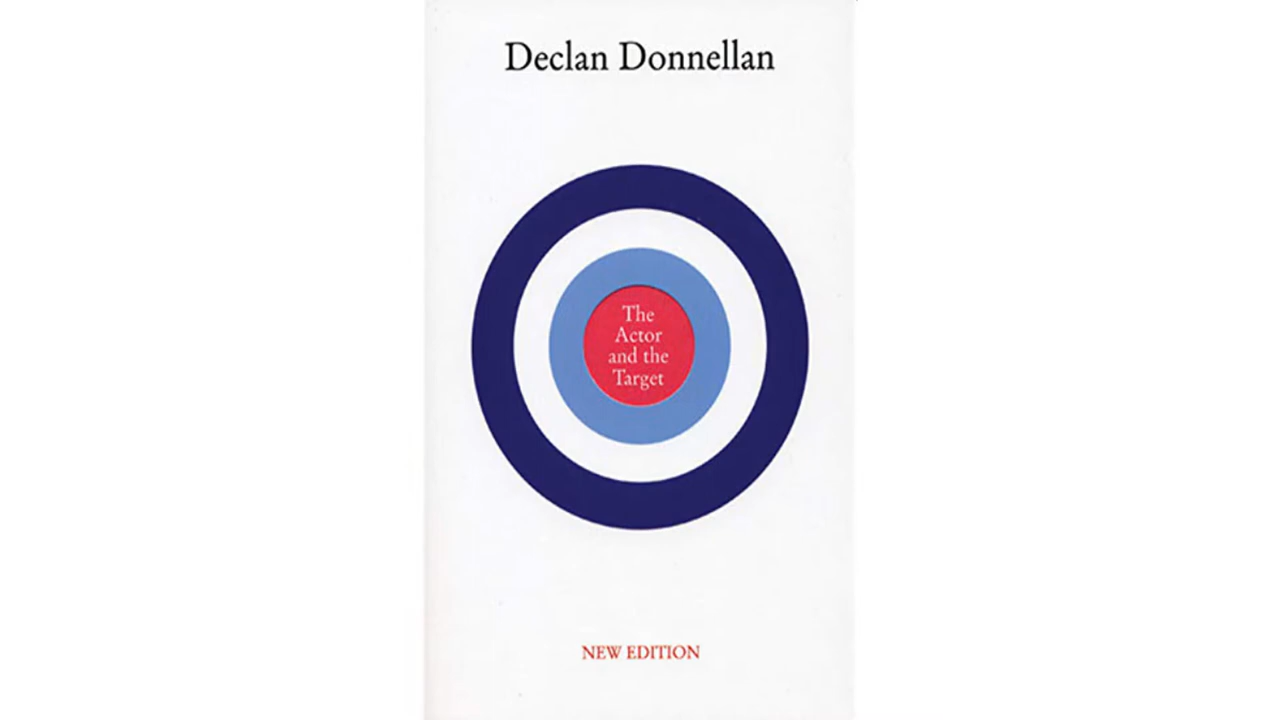 Declan Donnellan
The
Actor
and the
Target
NEW EDITION